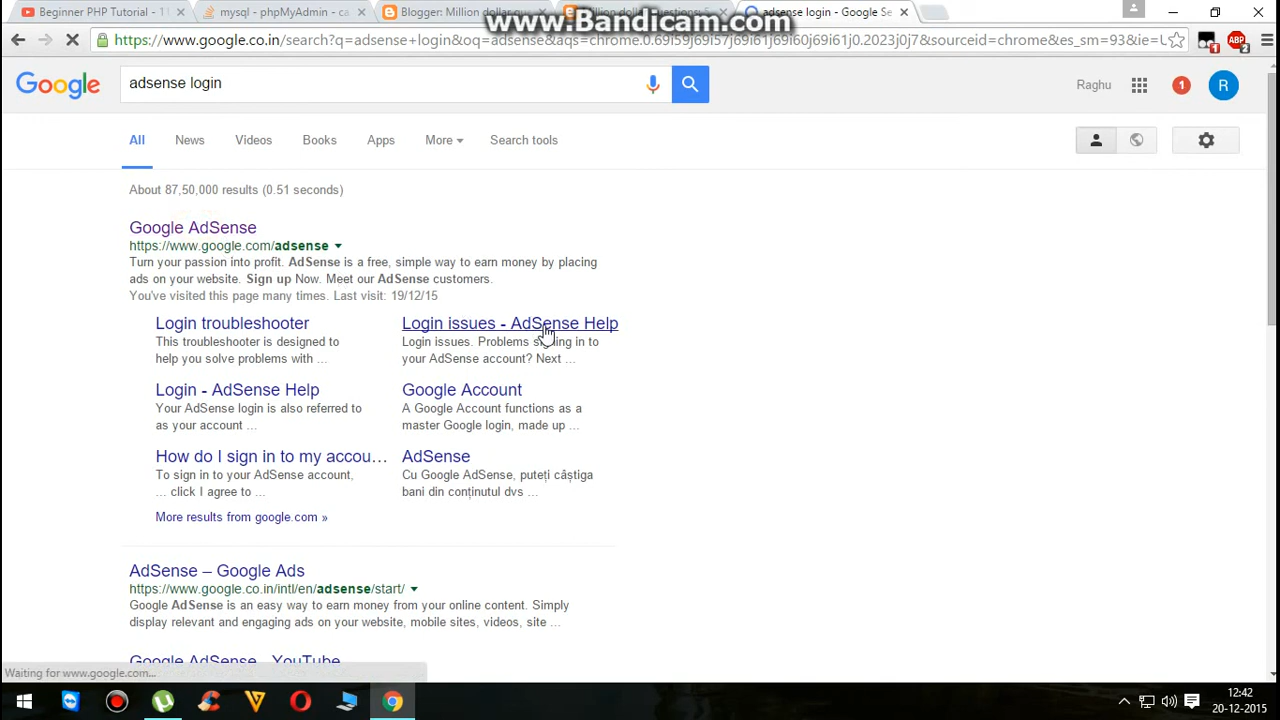 www.Bandicam.com
Beginner PHP Tutorial - 1
mysql - phpMyAdmin - ca
Blogger: Million dollar
Million dollar Questions: 5
adsense login - Google Se
https://www.google.co.in/search?q=adsense+login&oq=adsense&aqs=chrome.0.69i59j69i57j69i61j69i60j69i61j0.2023j0j7&sourceid=chrome&es_sm=93&ie=U
1
ABP
2
Google
adsense login
Raghu
1
R
All
News
Videos
Books
Apps
More
Search tools
About 87,50,000 results (0.51 seconds)
Google AdSense
https://www.google.com/adsense
Turn your passion into profit. AdSense is a free, simple way to earn money by placing
ads on your website. Sign up Now. Meet our AdSense customers.
You've visited this page many times. Last visit: 19/12/15
Login troubleshooter
This troubleshooter is designed to
help you solve problems with ...
Login issues - AdSense Help
Login issues. Problems signing in to
your AdSense account? Next ...
Login - AdSense Help
Your AdSense login is also referred to
as your account ...
Google Account
A Google Account functions as a
master Google login, made up ...
How do I sign in to my accou...
To sign in to your AdSense account,
... click I agree to ...
AdSense
Cu Google AdSense, puteți câștiga
bani din conținutul dvs ...
More results from google.com »
AdSense – Google Ads
https://www.google.co.in/intl/en/adsense/start/
Google AdSense is an easy way to earn money from your online content. Simply
display relevant and engaging ads on your website, mobile sites, videos, site ...
Google AdSense - YouTube
Waiting for www.google.com...
12:42
20-12-2015